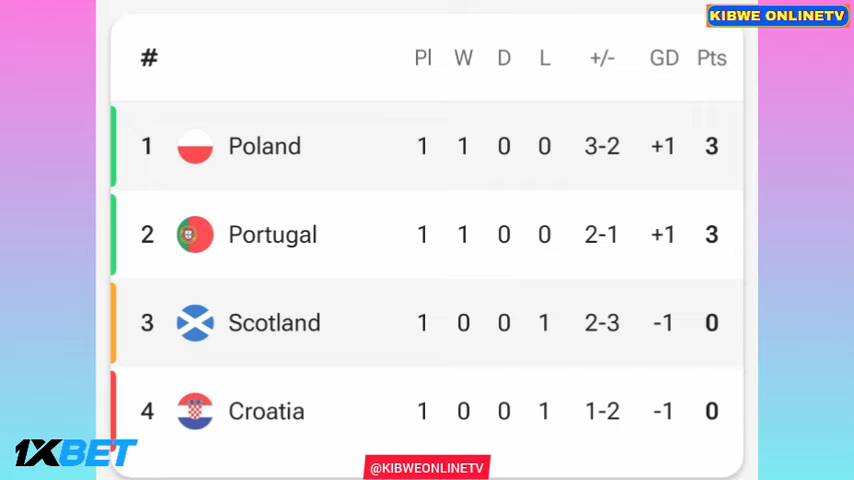 KIBWE ONLINETV
# Pl W D L +/- GD Pts
1 Poland 1 1 0 0 3-2 +1 3
2 Portugal 1 1 0 0 2-1 +1 3
3 Scotland 1 0 0 1 2-3 -1 0
4 Croatia 1 0 0 1 1-2 -1 0
1XBET
@KIBWEONLINETV